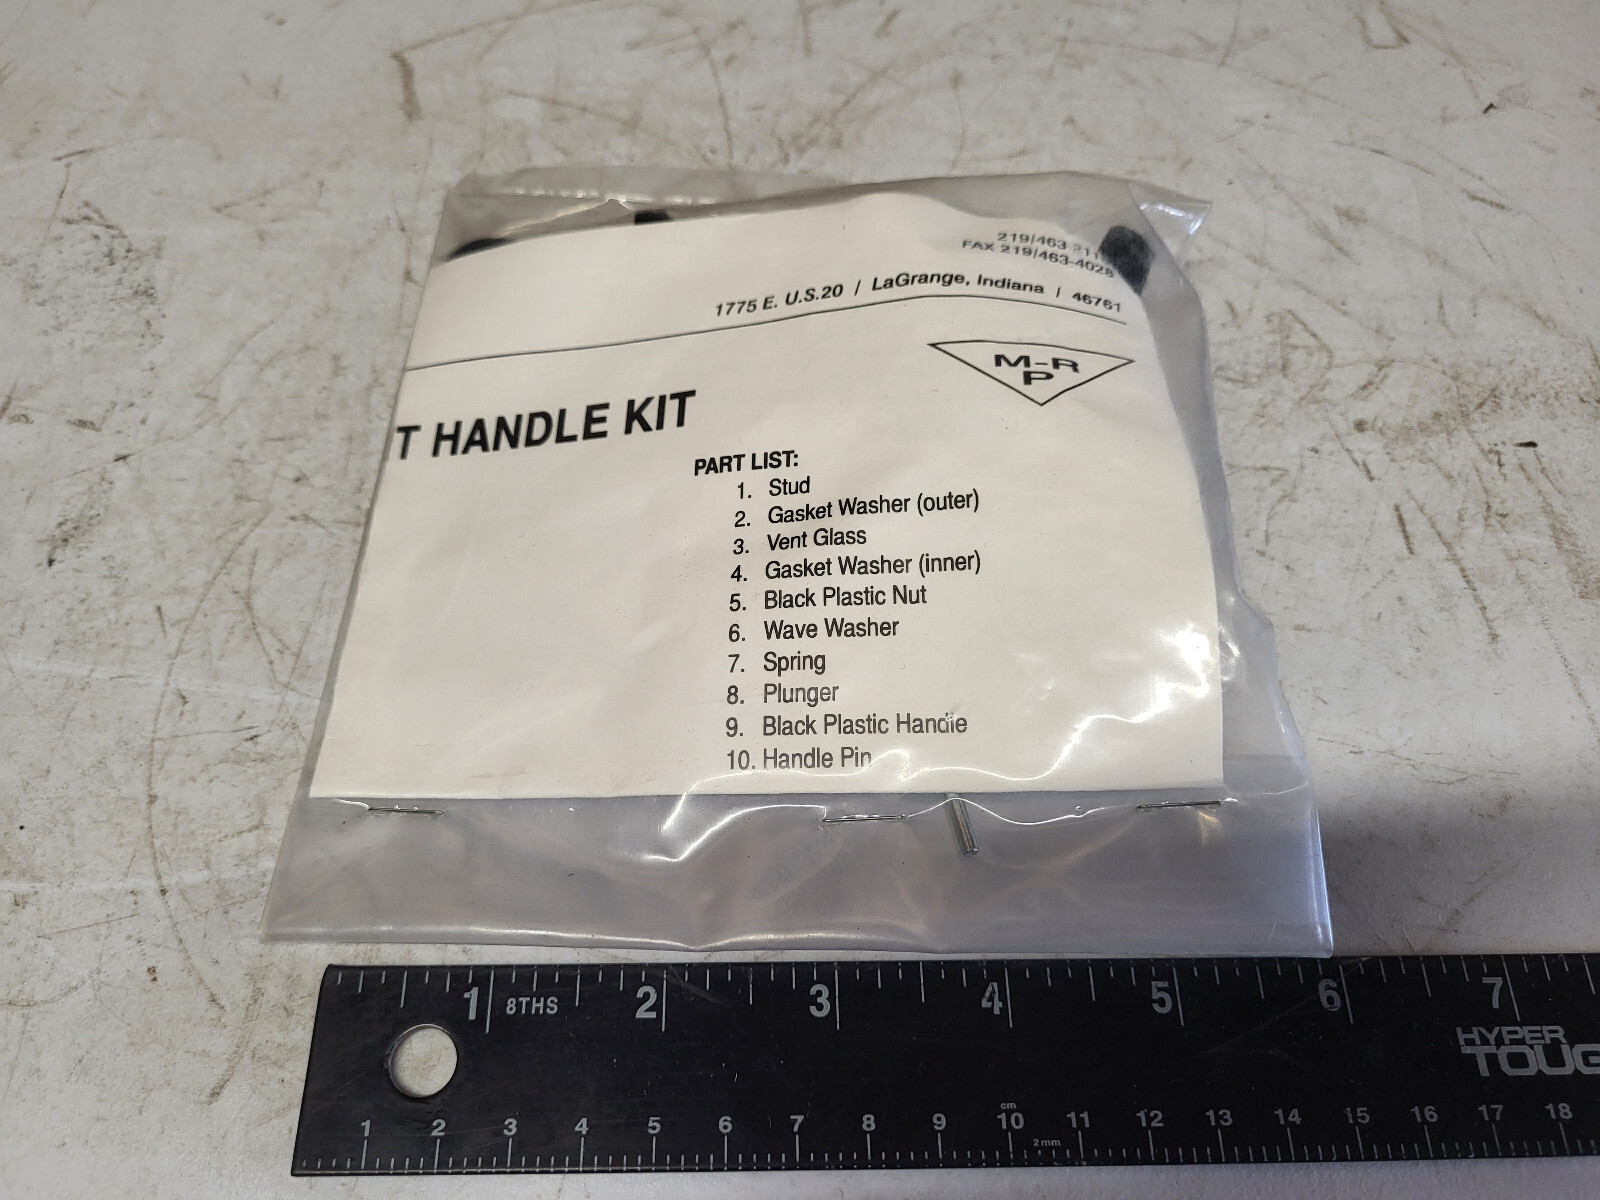 219/463
FAX 219/463-4028
1775 E. U.S.20 / LaGrange, Indiana / 46761
M-R
P
T HANDLE KIT
PART LIST:
1. Stud
2. Gasket Washer (outer)
3. Vent Glass
4. Gasket Washer (inner)
5. Black Plastic Nut
6. Wave Washer
7. Spring
8. Plunger
9. Black Plastic Handle
10. Handle Pin
1 8THS 2 3 4 5 6 7
HYPER
TOUG
cm
1 2 3 4 5 6 7 8 9 10 11 12 13 14 15 16 17 18
2mm